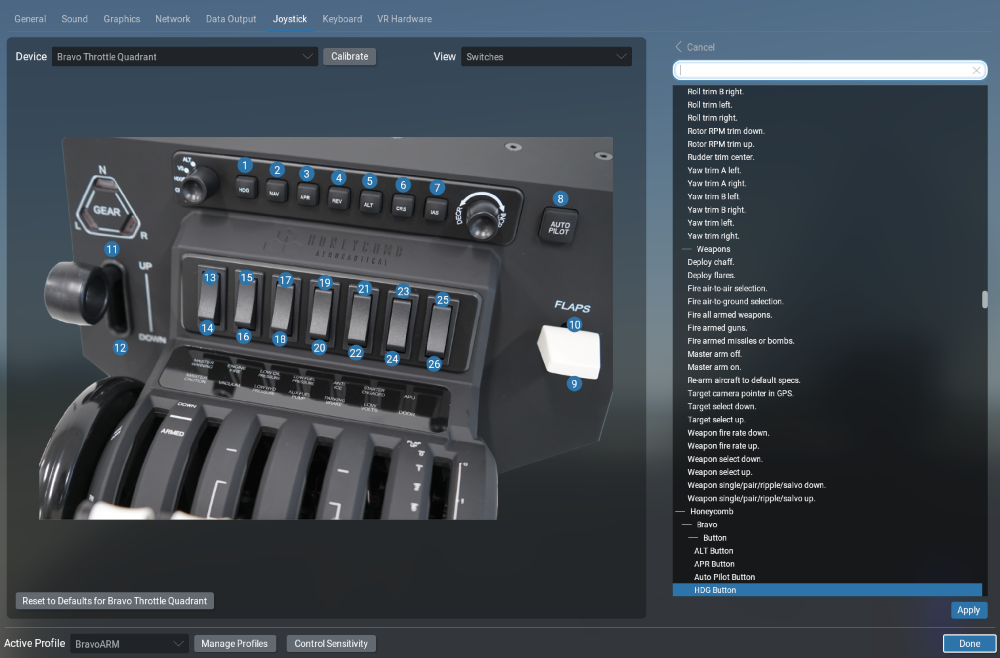 General Sound Graphics Network Data Output Joystick Keyboard VR Hardware
Device Bravo Throttle Quadrant Calibrate View Switches
Cancel
N
GEAR
L
R
ALT
VS
HDG
1 2 3 4 5 6 7 8
HDG NAV APR REV ALT CRS IAS
DECR
INCR
AUTO
PILOT
HONEYCOMB
AERONAUTICAL
11
UP
DOWN
12
13 15 17 19 21 23 25
14 16 18 20 22 24 26
FLAPS
10
9
MASTER
WARNING
ENGINE
FIRE
LOW OIL
PRESSURE
LOW FUEL
PRESSURE
ANTI
ICE
STARTER
ENGAGED
APU
MASTER
CAUTION
VACUUM
LOW HYD
PRESSURE
AUX FUEL
PUMP
PARKING
BRAKE
LOW
VOLTS
DOOR
DOWN
ARMED
FLAP
UP
Roll trim B right.
Roll trim left.
Roll trim right.
Rotor RPM trim down.
Rotor RPM trim up.
Rudder trim center.
Yaw trim A left.
Yaw trim A right.
Yaw trim B left.
Yaw trim B right.
Yaw trim left.
Yaw trim right.
Weapons
Deploy chaff.
Deploy flares.
Fire air-to-air selection.
Fire air-to-ground selection.
Fire all armed weapons.
Fire armed guns.
Fire armed missiles or bombs.
Master arm off.
Master arm on.
Re-arm aircraft to default specs.
Target camera pointer in GPS.
Target select down.
Target select up.
Weapon fire rate down.
Weapon fire rate up.
Weapon select down.
Weapon select up.
Weapon single/pair/ripple/salvo down.
Weapon single/pair/ripple/salvo up.
Honeycomb
Bravo
Button
ALT Button
APR Button
Auto Pilot Button
HDG Button
Reset to Defaults for Bravo Throttle Quadrant
Apply
Active Profile BravoARM Manage Profiles Control Sensitivity Done